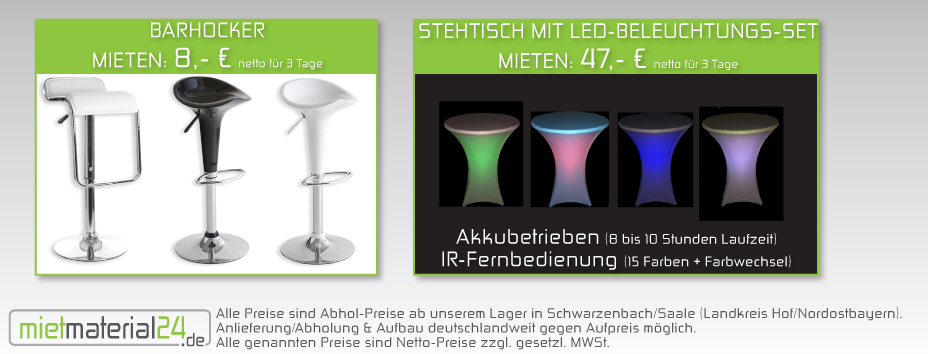 BARHOCKER
MIETEN: 8,- € netto für 3 Tage
STEHTISCH MIT LED-BELEUCHTUNGS-SET
MIETEN: 47,- € netto für 3 Tage
Akkubetrieben (8 bis 10 Stunden Laufzeit)
IR-Fernbedienung (15 Farben + Farbwechsel)
mietmaterial24.de
Alle Preise sind Abhol-Preise ab unserem Lager in Schwarzenbach/Saale (Landkreis Hof/Nordostbayern).
Anlieferung/Abholung & Aufbau deutschlandweit gegen Aufpreis möglich.
Alle genannten Preise sind Netto-Preise zzgl. gesetzl. MWSt.